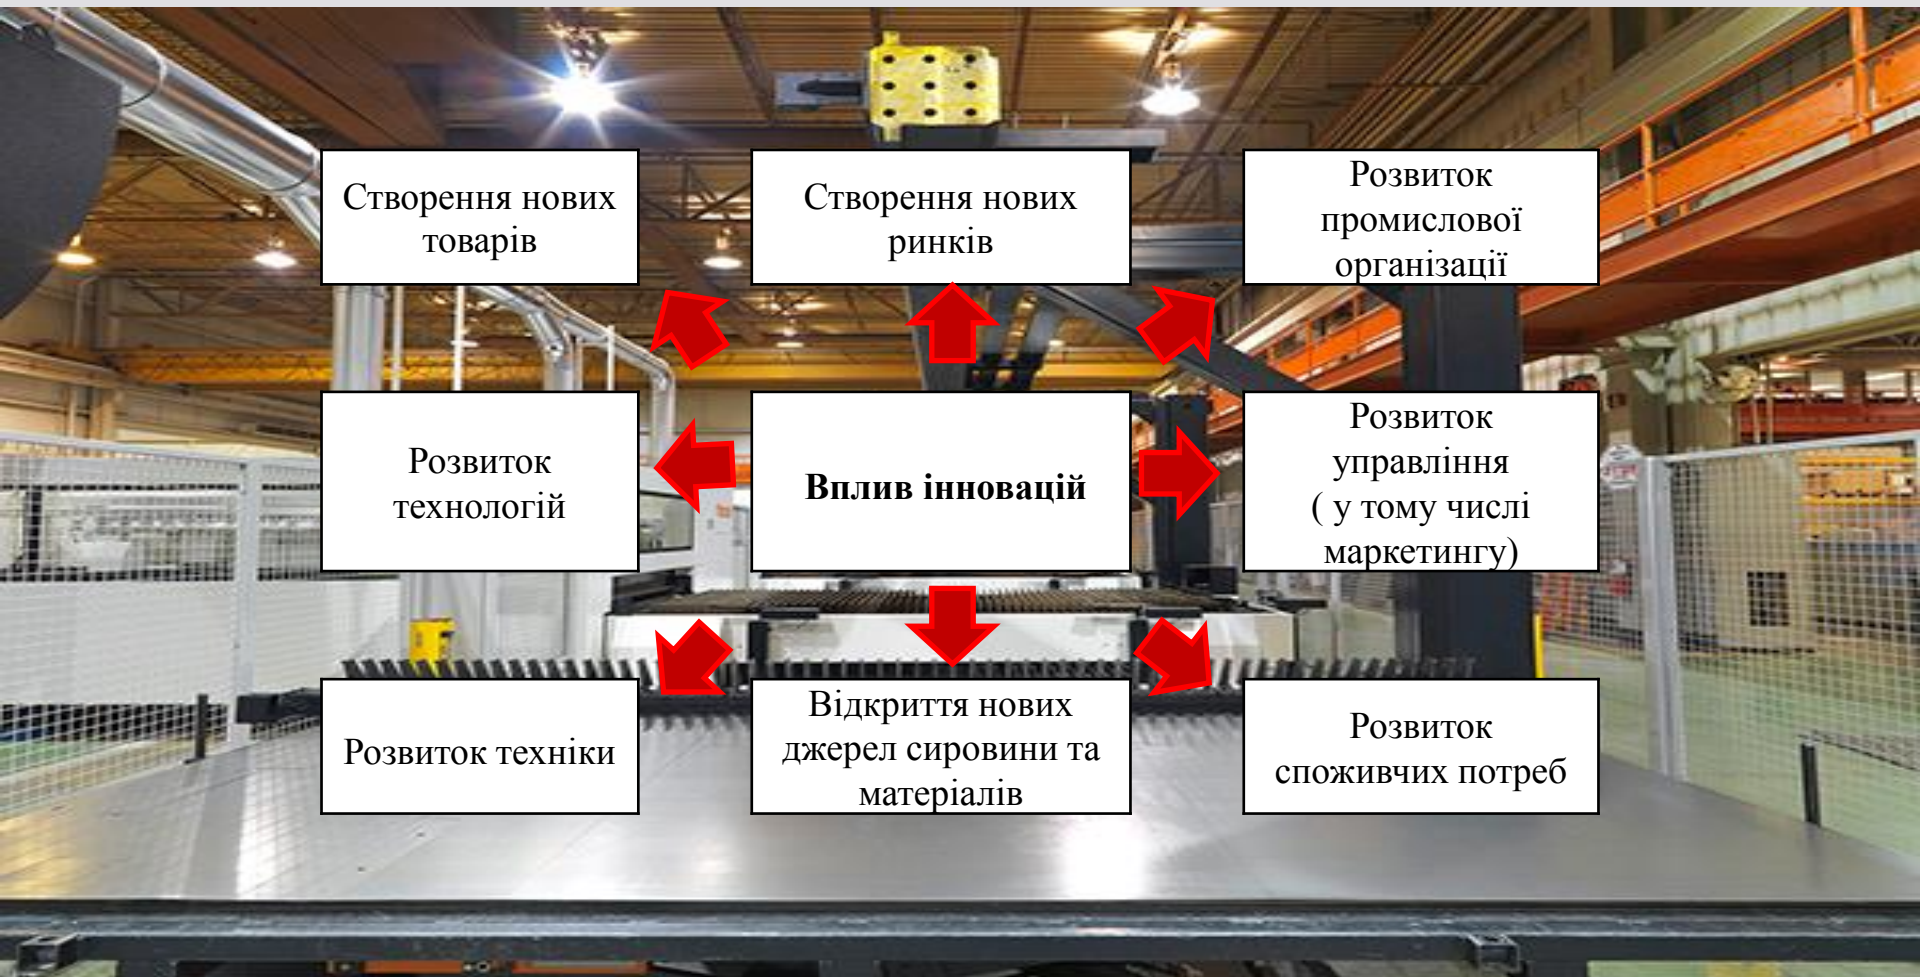 Створення нових
товарів
Створення нових
ринків
Розвиток
промислової
організації
Розвиток
технологій
Вплив інновацій
Розвиток
управління
( у тому числі
маркетингу)
Розвиток техніки
Відкриття нових
джерел сировини та
матеріалів
Розвиток
споживчих потреб